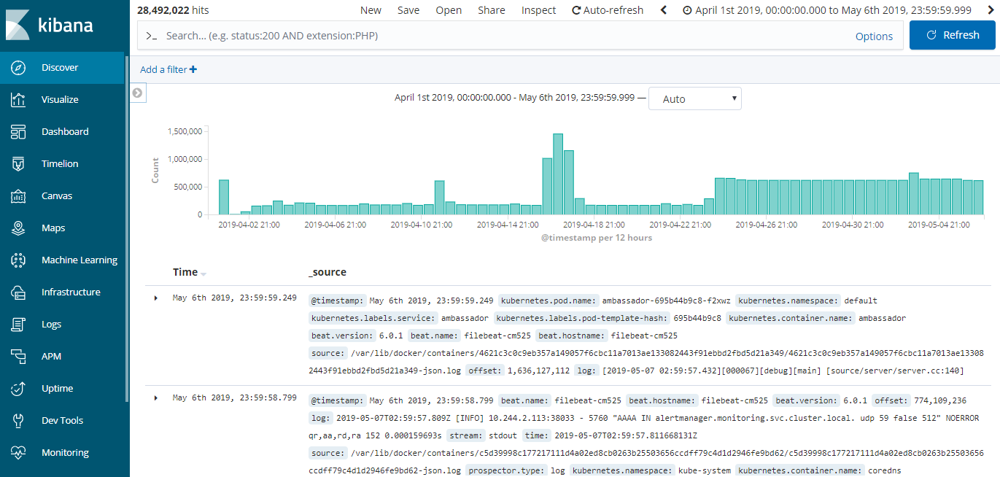 kibana
Discover
Visualize
Dashboard
Timelion
Canvas
Maps
Machine Learning
Infrastructure
Logs
APM
Uptime
Dev Tools
Monitoring
28,492,022 hits
New Save Open Share Inspect Auto-refresh April 1st 2019, 00:00:00.000 to May 6th 2019, 23:59:59.999
>_ Search... (e.g. status:200 AND extension:PHP) Options Refresh
Add a filter +
April 1st 2019, 00:00:00.000 - May 6th 2019, 23:59:59.999 — Auto
1,500,000
1,000,000
500,000
0
Count
2019-04-02 21:00 2019-04-06 21:00 2019-04-10 21:00 2019-04-14 21:00 2019-04-18 21:00 2019-04-22 21:00 2019-04-26 21:00 2019-04-30 21:00 2019-05-04 21:00
@timestamp per 12 hours
Time _source
May 6th 2019, 23:59:59.249 @timestamp: May 6th 2019, 23:59:59.249 kubernetes.pod.name: ambassador-695b44b9c8-f2xwz kubernetes.namespace: default
kubernetes.labels.service: ambassador kubernetes.labels.pod-template-hash: 695b44b9c8 kubernetes.container.name: ambassador
beat.version: 6.0.1 beat.name: filebeat-cm525 beat.hostname: filebeat-cm525
source: /var/lib/docker/containers/4621c3c0c9eb357a149057f6cbc11a7013ae133082443f91ebbd2fbd5d21a349/4621c3c0c9eb357a149057f6cbc11a7013ae13308
2443f91ebbd2fbd5d21a349-json.log offset: 1,636,127,112 log: [2019-05-07 02:59:57.432][000067][debug][main] [source/server/server.cc:140]
May 6th 2019, 23:59:58.799 @timestamp: May 6th 2019, 23:59:58.799 beat.name: filebeat-cm525 beat.hostname: filebeat-cm525 beat.version: 6.0.1 offset: 774,109,236
log: 2019-05-07T02:59:57.809Z [INFO] 10.244.2.113:38033 - 5760 "AAAA IN alertmanager.monitoring.svc.cluster.local. udp 59 false 512" NOERROR
qr,aa,rd,ra 152 0.000159693s stream: stdout time: 2019-05-07T02:59:57.811668131Z
source: /var/lib/docker/containers/c5d39998c177217111d4a02ed8cb0263b25503656ccdff79c4d1d2946fe9bd62/c5d39998c177217111d4a02ed8cb0263b25503656
ccdff79c4d1d2946fe9bd62-json.log prospector.type: log kubernetes.namespace: kube-system kubernetes.container.name: coredns